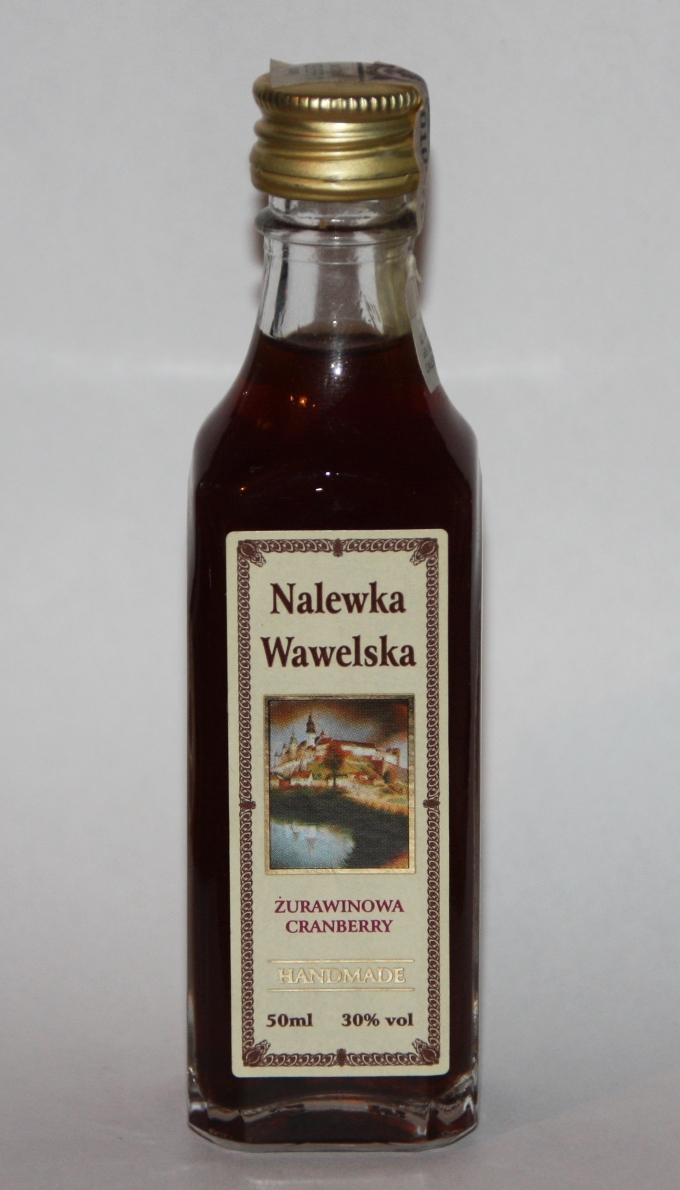 Nalewka
Wawelska
ŻURAWINOWA
CRANBERRY
HANDMADE
50ml 30% vol